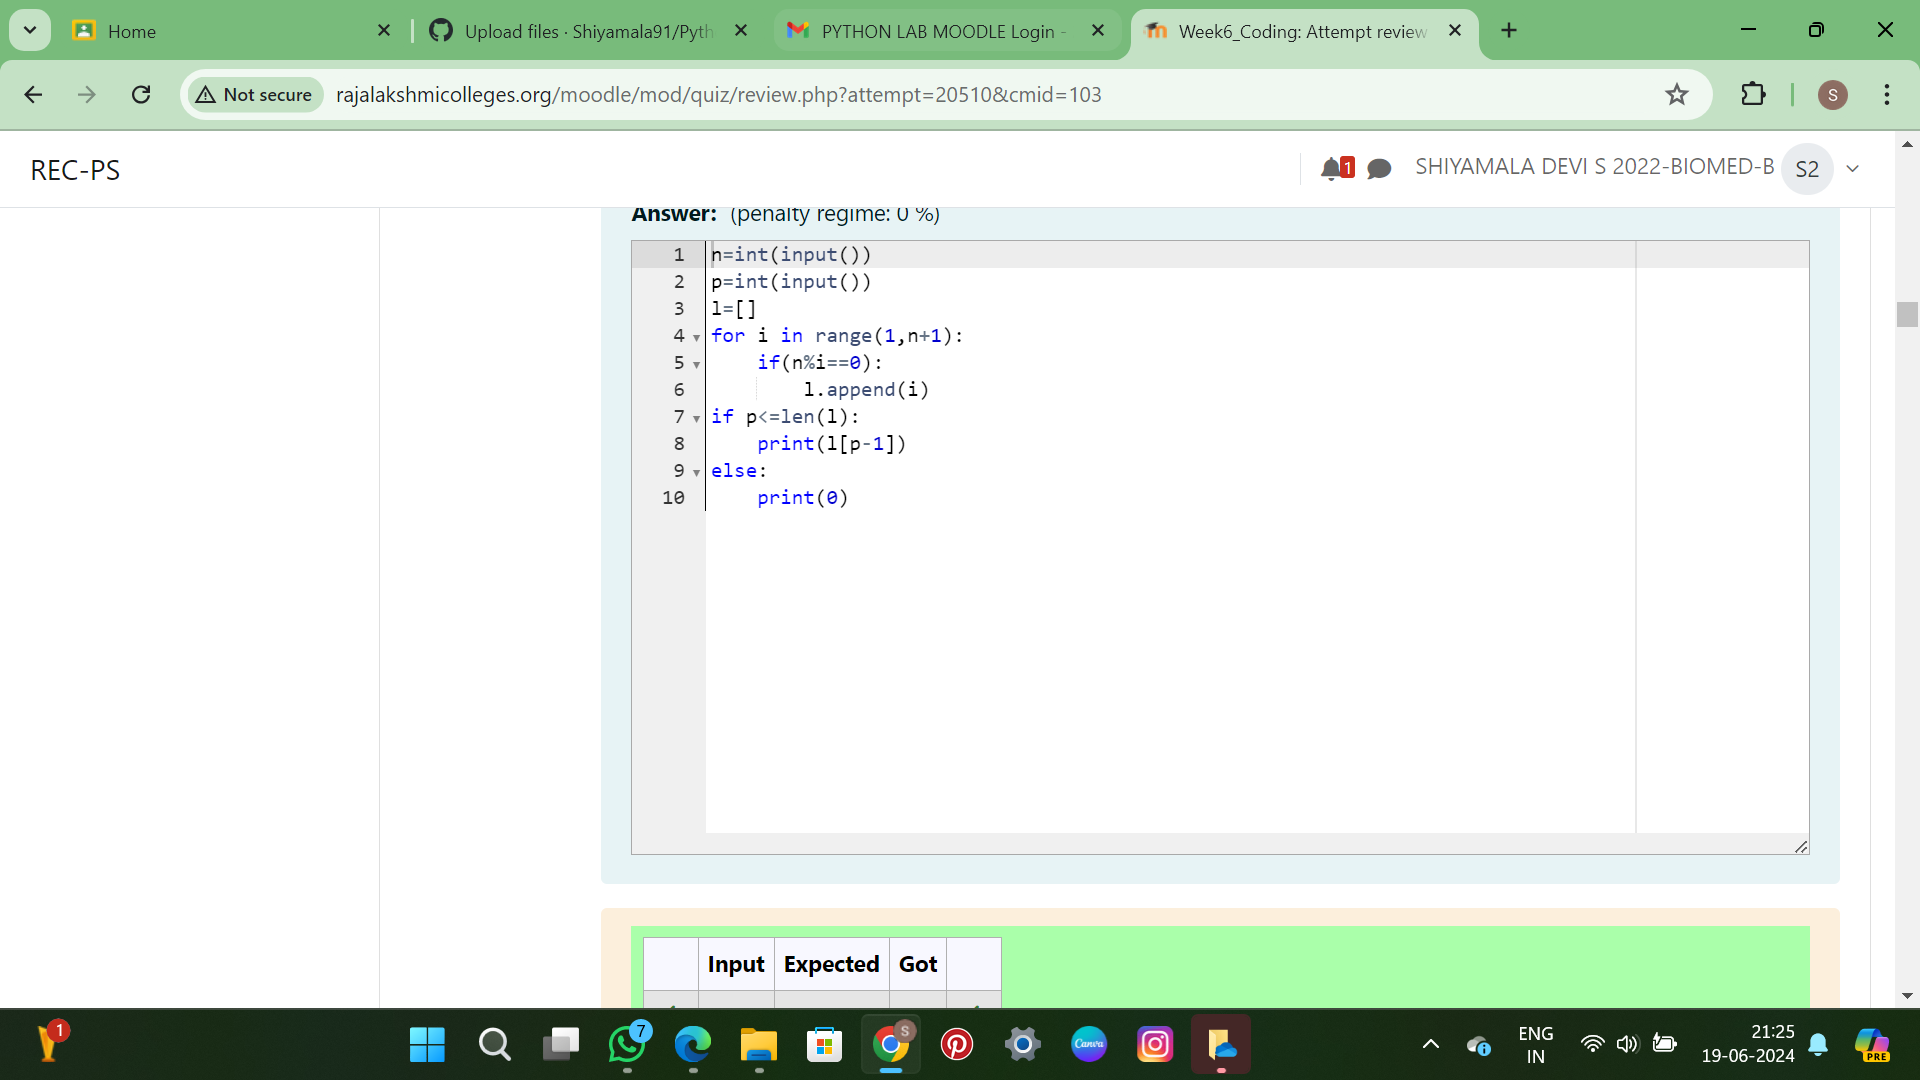 Home
Upload files · Shiyamala91/Pyth
PYTHON LAB MOODLE Login -
Week6_Coding: Attempt review
Not secure
rajalakshmicolleges.org/moodle/mod/quiz/review.php?attempt=20510&cmid=103
S
REC-PS
1
SHIYAMALA DEVI S 2022-BIOMED-B
S2
Answer: (penalty regime: 0 %)
1 n=int(input())
2 p=int(input())
3 l=[]
4 for i in range(1,n+1):
5 if(n%i==0):
6 l.append(i)
7 if p<=len(l):
8 print(l[p-1])
9 else:
10 print(0)
Input Expected Got
1
7
S
Canva
ENG
IN
21:25
19-06-2024
PRE